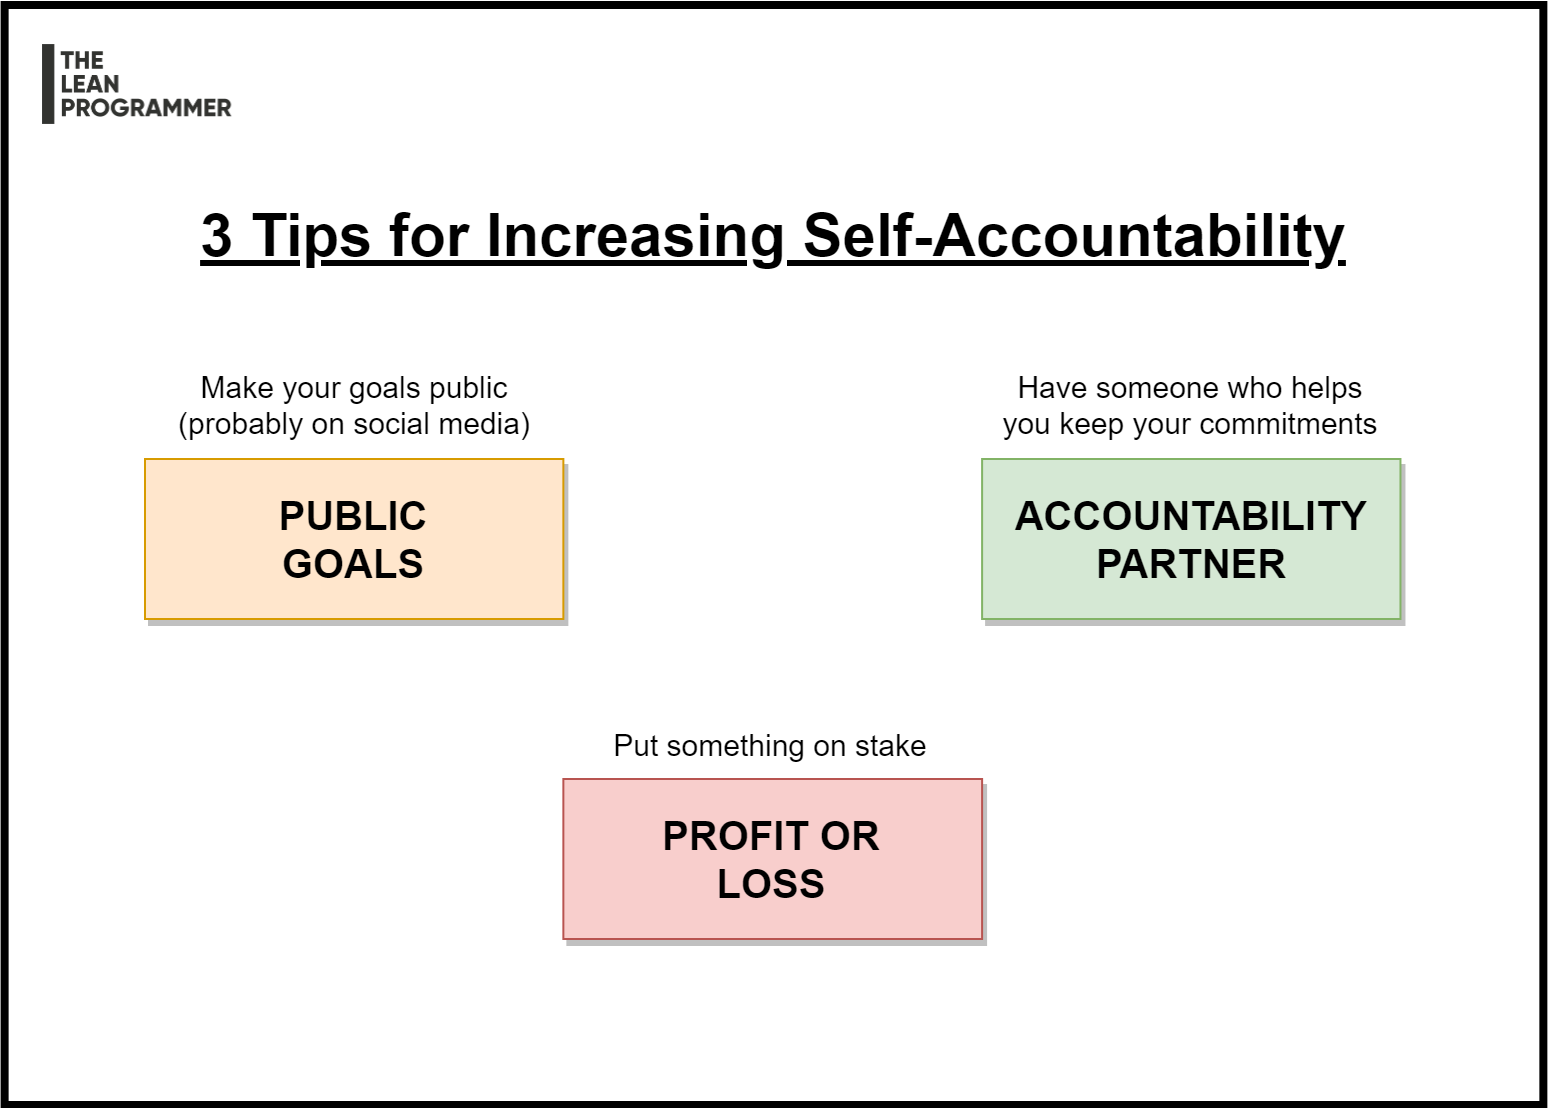 THE
LEAN
PROGRAMMER
3 Tips for Increasing Self-Accountability
Make your goals public
(probably on social media)
PUBLIC
GOALS
Have someone who helps
you keep your commitments
ACCOUNTABILITY
PARTNER
Put something on stake
PROFIT OR
LOSS